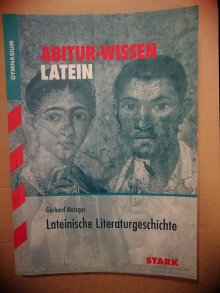 GYMNASIUM
ABITUR-WISSEN
LATEIN
Gerhard Metzger
Lateinische Literaturgeschichte
STARK